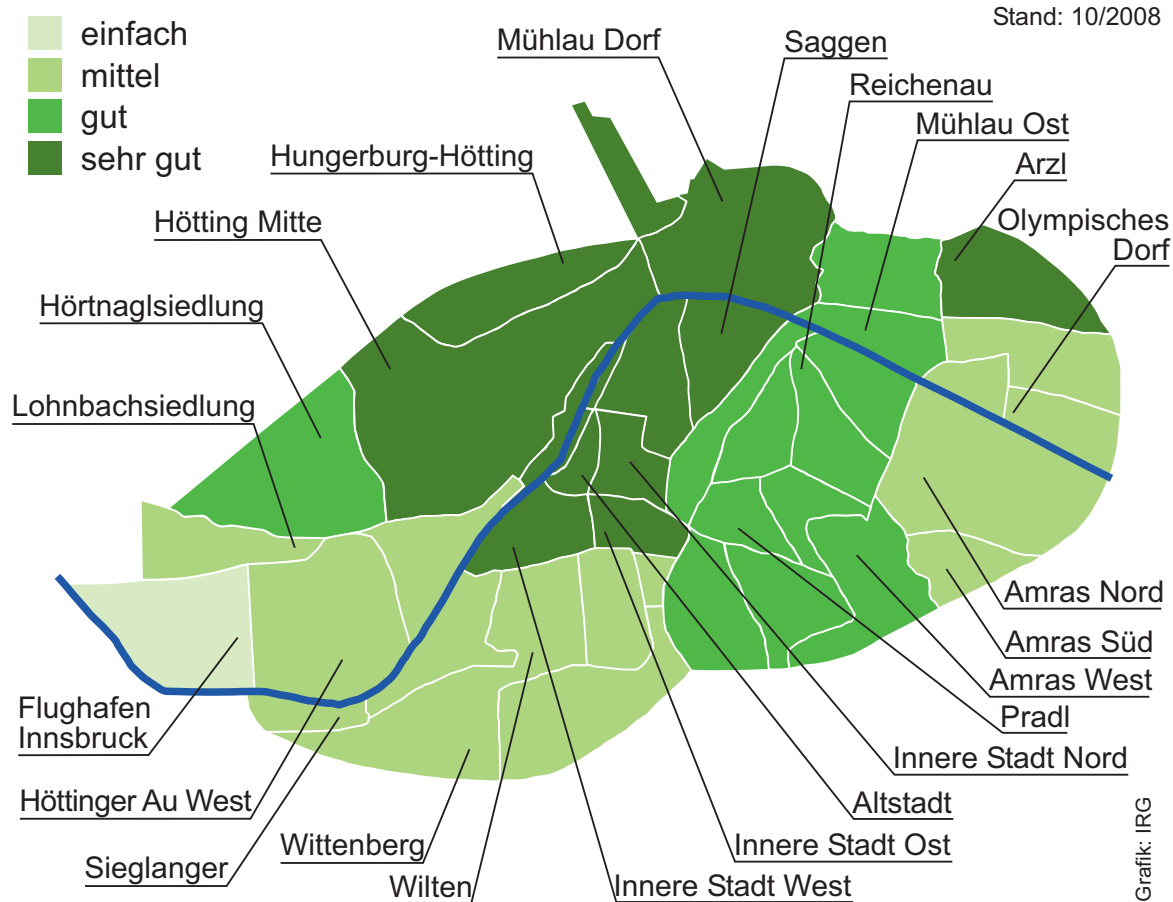 Stand: 10/2008
einfach
mittel
gut
sehr gut
Mühlau Dorf
Saggen
Reichenau
Mühlau Ost
Arzl
Olympisches
Dorf
Hungerburg-Hötting
Hötting Mitte
Hörtnaglsiedlung
Lohnbachsiedlung
Flughafen
Innsbruck
Höttinger Au West
Sieglanger
Wittenberg
Wilten
Innere Stadt West
Innere Stadt Ost
Altstadt
Innere Stadt Nord
Pradl
Amras West
Amras Süd
Amras Nord
Grafik: IRG